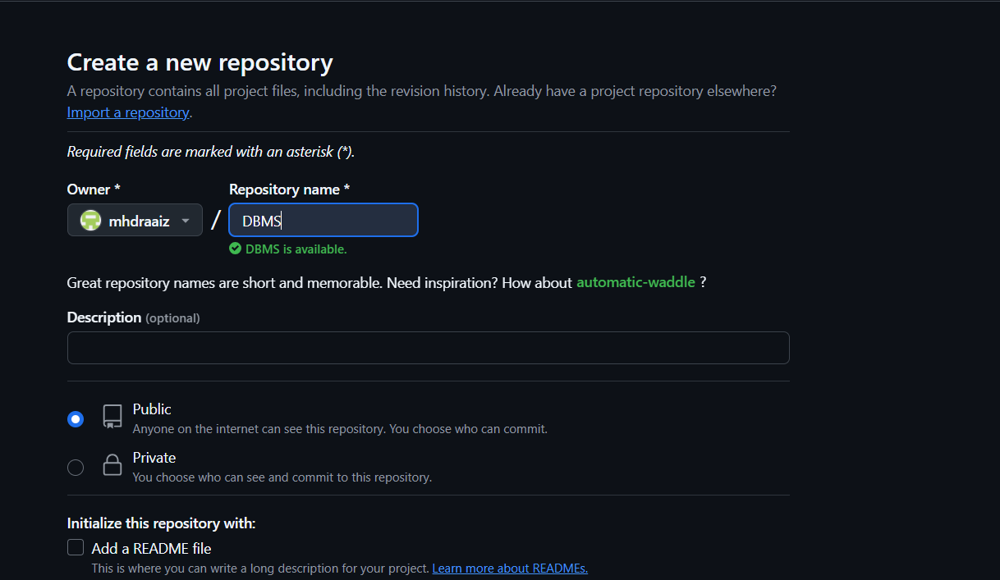 Create a new repository
A repository contains all project files, including the revision history. Already have a project repository elsewhere?
Import a repository.
Required fields are marked with an asterisk (*).
Owner * Repository name *
mhdraaiz / DBMS
DBMS is available.
Great repository names are short and memorable. Need inspiration? How about automatic-waddle ?
Description (optional)
Public
Anyone on the internet can see this repository. You choose who can commit.
Private
You choose who can see and commit to this repository.
Initialize this repository with:
Add a README file
This is where you can write a long description for your project. Learn more about READMEs.